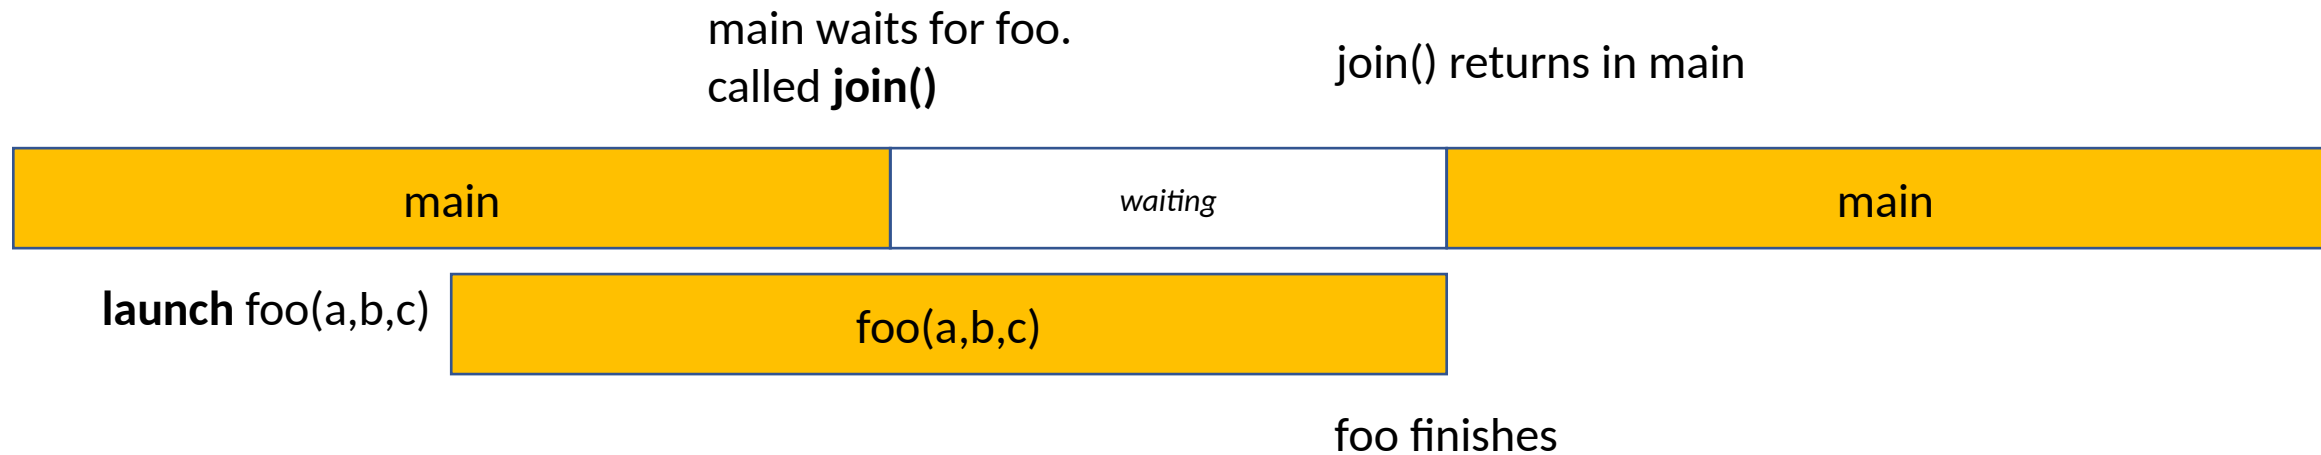 main waits for foo.
called join()
join() returns in main
main
waiting
main
launch foo(a,b,c)
foo(a,b,c)
foo finishes